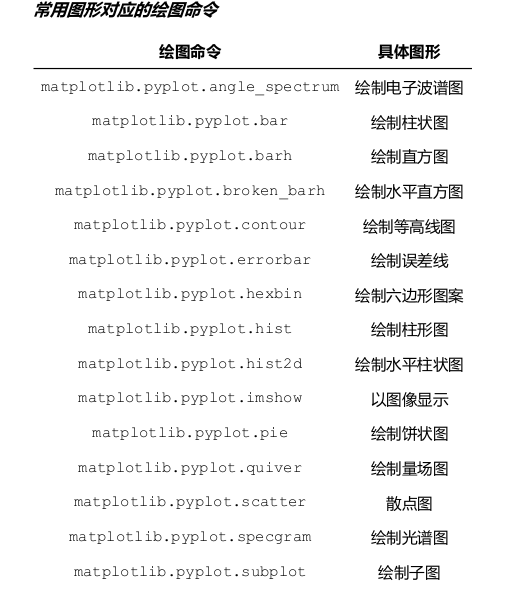 常用图形对应的绘图命令
绘图命令 具体图形
matplotlib.pyplot.angle_spectrum 绘制电子波谱图
matplotlib.pyplot.bar 绘制柱状图
matplotlib.pyplot.barh 绘制直方图
matplotlib.pyplot.broken_barh 绘制水平直方图
matplotlib.pyplot.contour 绘制等高线图
matplotlib.pyplot.errorbar 绘制误差线
matplotlib.pyplot.hexbin 绘制六边形图案
matplotlib.pyplot.hist 绘制柱形图
matplotlib.pyplot.hist2d 绘制水平柱状图
matplotlib.pyplot.imshow 以图像显示
matplotlib.pyplot.pie 绘制饼状图
matplotlib.pyplot.quiver 绘制量场图
matplotlib.pyplot.scatter 散点图
matplotlib.pyplot.specgram 绘制光谱图
matplotlib.pyplot.subplot 绘制子图